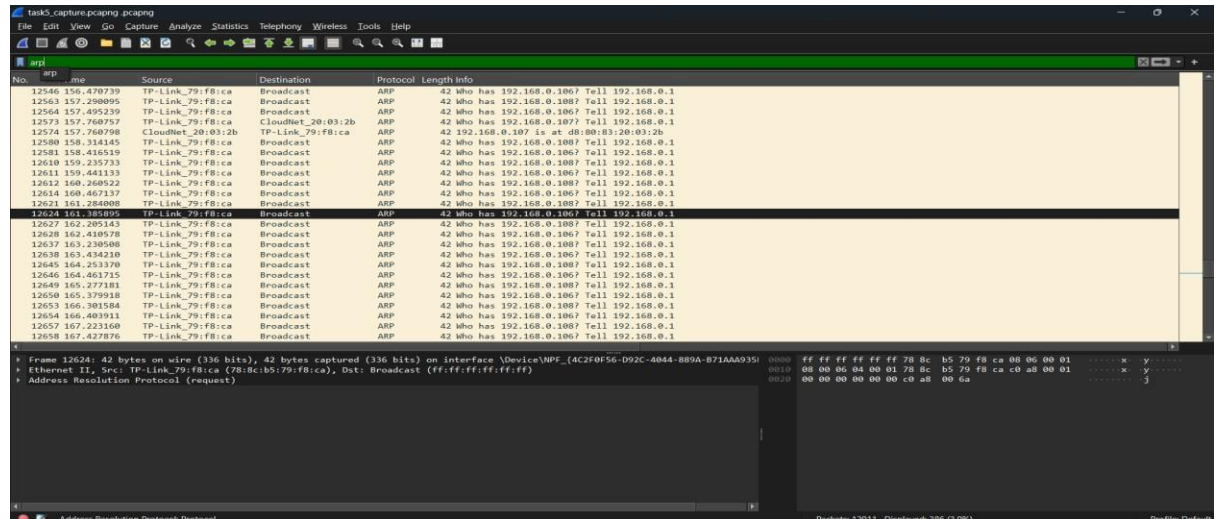 task5_capture.pcapng .pcapng
File Edit View Go Capture Analyze Statistics Telephony Wireless Tools Help
arp
arp
No. me Source Destination Protocol Length Info
12546 156.470739 TP-Link_79:f8:ca Broadcast ARP 42 Who has 192.168.0.106? Tell 192.168.0.1
12563 157.290095 TP-Link_79:f8:ca Broadcast ARP 42 Who has 192.168.0.108? Tell 192.168.0.1
12564 157.495239 TP-Link_79:f8:ca Broadcast ARP 42 Who has 192.168.0.106? Tell 192.168.0.1
12573 157.760757 TP-Link_79:f8:ca CloudNet_20:03:2b ARP 42 Who has 192.168.0.107? Tell 192.168.0.1
12574 157.760798 CloudNet_20:03:2b TP-Link_79:f8:ca ARP 42 192.168.0.107 is at d8:80:83:20:03:2b
12580 158.314145 TP-Link_79:f8:ca Broadcast ARP 42 Who has 192.168.0.108? Tell 192.168.0.1
12581 158.416519 TP-Link_79:f8:ca Broadcast ARP 42 Who has 192.168.0.106? Tell 192.168.0.1
12610 159.235733 TP-Link_79:f8:ca Broadcast ARP 42 Who has 192.168.0.108? Tell 192.168.0.1
12611 159.441133 TP-Link_79:f8:ca Broadcast ARP 42 Who has 192.168.0.106? Tell 192.168.0.1
12612 160.260522 TP-Link_79:f8:ca Broadcast ARP 42 Who has 192.168.0.108? Tell 192.168.0.1
12614 160.467137 TP-Link_79:f8:ca Broadcast ARP 42 Who has 192.168.0.106? Tell 192.168.0.1
12621 161.284008 TP-Link_79:f8:ca Broadcast ARP 42 Who has 192.168.0.108? Tell 192.168.0.1
12624 161.385895 TP-Link_79:f8:ca Broadcast ARP 42 Who has 192.168.0.106? Tell 192.168.0.1
12627 162.205143 TP-Link_79:f8:ca Broadcast ARP 42 Who has 192.168.0.108? Tell 192.168.0.1
12628 162.410578 TP-Link_79:f8:ca Broadcast ARP 42 Who has 192.168.0.106? Tell 192.168.0.1
12637 163.230508 TP-Link_79:f8:ca Broadcast ARP 42 Who has 192.168.0.108? Tell 192.168.0.1
12638 163.434210 TP-Link_79:f8:ca Broadcast ARP 42 Who has 192.168.0.106? Tell 192.168.0.1
12645 164.253370 TP-Link_79:f8:ca Broadcast ARP 42 Who has 192.168.0.108? Tell 192.168.0.1
12646 164.461715 TP-Link_79:f8:ca Broadcast ARP 42 Who has 192.168.0.106? Tell 192.168.0.1
12649 165.277181 TP-Link_79:f8:ca Broadcast ARP 42 Who has 192.168.0.108? Tell 192.168.0.1
12650 165.379918 TP-Link_79:f8:ca Broadcast ARP 42 Who has 192.168.0.106? Tell 192.168.0.1
12653 166.301584 TP-Link_79:f8:ca Broadcast ARP 42 Who has 192.168.0.108? Tell 192.168.0.1
12654 166.403911 TP-Link_79:f8:ca Broadcast ARP 42 Who has 192.168.0.106? Tell 192.168.0.1
12657 167.223160 TP-Link_79:f8:ca Broadcast ARP 42 Who has 192.168.0.108? Tell 192.168.0.1
12658 167.427876 TP-Link_79:f8:ca Broadcast ARP 42 Who has 192.168.0.106? Tell 192.168.0.1
Frame 12624: 42 bytes on wire (336 bits), 42 bytes captured (336 bits) on interface \Device\NPF_{4C2F0F56-D92C-4044-889A-B71AAA935
Ethernet II, Src: TP-Link_79:f8:ca (78:8c:b5:79:f8:ca), Dst: Broadcast (ff:ff:ff:ff:ff:ff)
Address Resolution Protocol (request)
0000 ff ff ff ff ff ff 78 8c b5 79 f8 ca 08 06 00 01 ······x· ·y······
0010 08 00 06 04 00 01 78 8c b5 79 f8 ca c0 a8 00 01 ······x· ·y······
0020 00 00 00 00 00 00 c0 a8 00 6a ········ ·j
Address Resolution Protocol: Protocol
Profile: Default